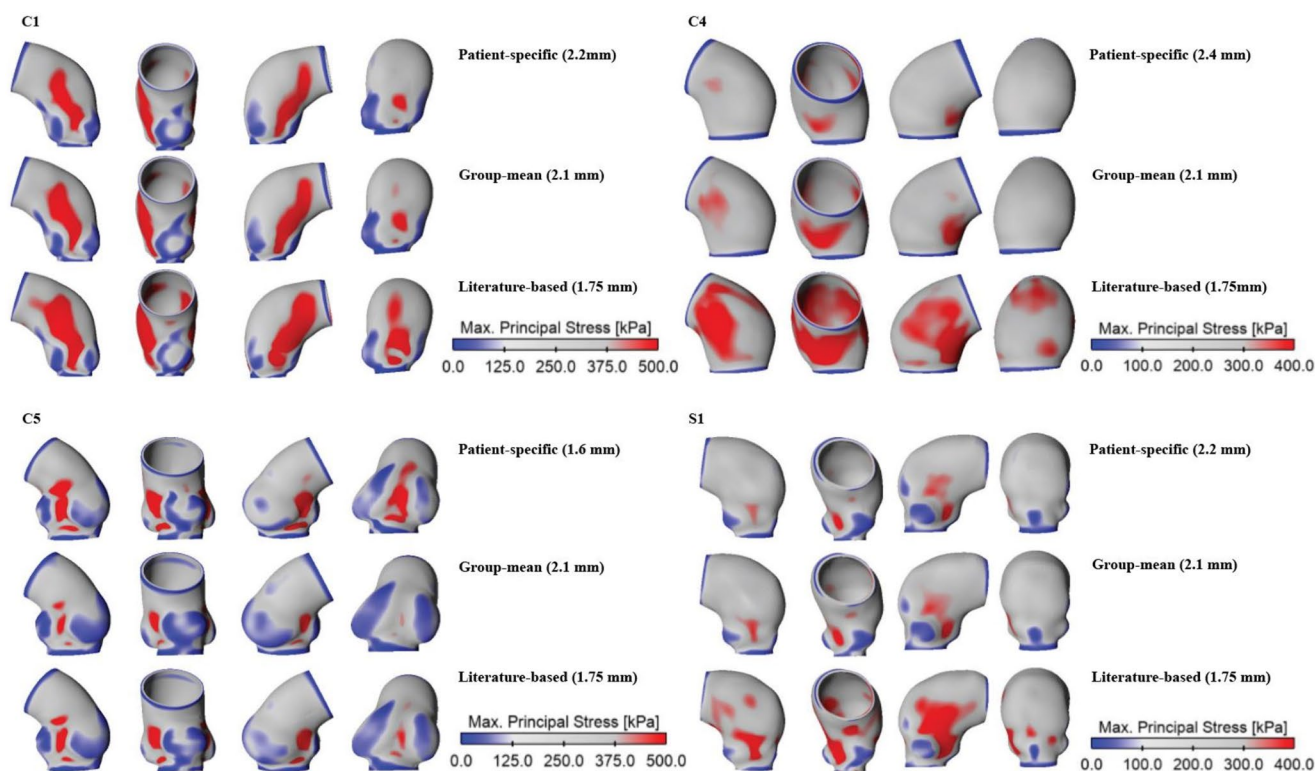 C1
Patient-specific (2.2mm)
Group-mean (2.1 mm)
Literature-based (1.75 mm)
Max. Principal Stress [kPa]
0.0 125.0 250.0 375.0 500.0
C4
Patient-specific (2.4 mm)
Group-mean (2.1 mm)
Literature-based (1.75mm)
Max. Principal Stress [kPa]
0.0 100.0 200.0 300.0 400.0
C5
Patient-specific (1.6 mm)
Group-mean (2.1 mm)
Literature-based (1.75 mm)
Max. Principal Stress [kPa]
0.0 125.0 250.0 375.0 500.0
S1
Patient-specific (2.2 mm)
Group-mean (2.1 mm)
Literature-based (1.75 mm)
Max. Principal Stress [kPa]
0.0 100.0 200.0 300.0 400.0